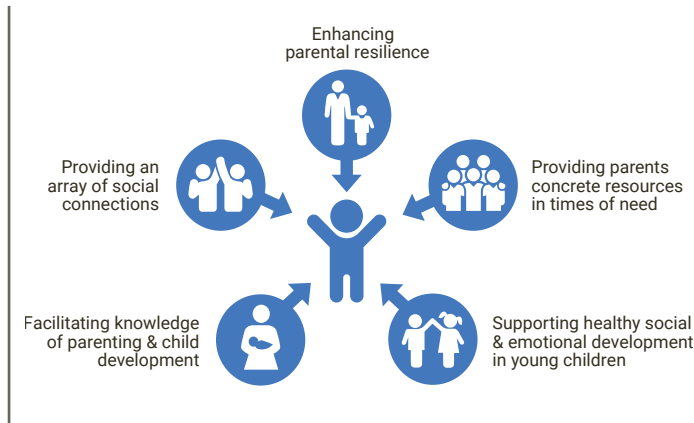 Enhancing
parental resilience
Providing an
array of social
connections
Providing parents
concrete resources
in times of need
Facilitating knowledge
of parenting & child
development
Supporting healthy social
& emotional development
in young children